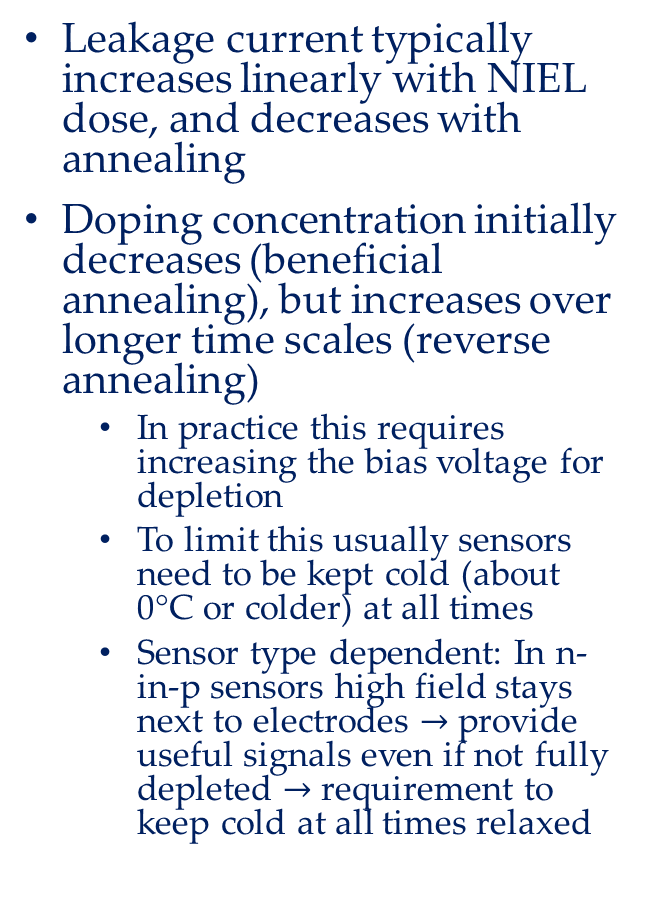 • Leakage current typically
increases linearly with NIEL
dose, and decreases with
annealing
• Doping concentration initially
decreases (beneficial
annealing), but increases over
longer time scales (reverse
annealing)
• In practice this requires
increasing the bias voltage for
depletion
• To limit this usually sensors
need to be kept cold (about
0°C or colder) at all times
• Sensor type dependent: In n-
in-p sensors high field stays
next to electrodes → provide
useful signals even if not fully
depleted → requirement to
keep cold at all times relaxed